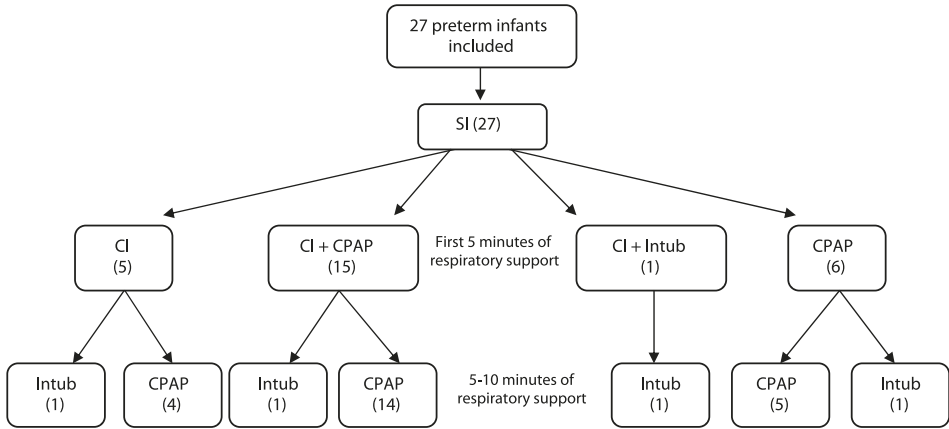 27 preterm infants
included
SI (27)
CI
(5)
CI + CPAP
(15)
First 5 minutes of
respiratory support
CI + Intub
(1)
CPAP
(6)
Intub
(1)
CPAP
(4)
Intub
(1)
CPAP
(14)
5-10 minutes of
respiratory support
Intub
(1)
CPAP
(5)
Intub
(1)